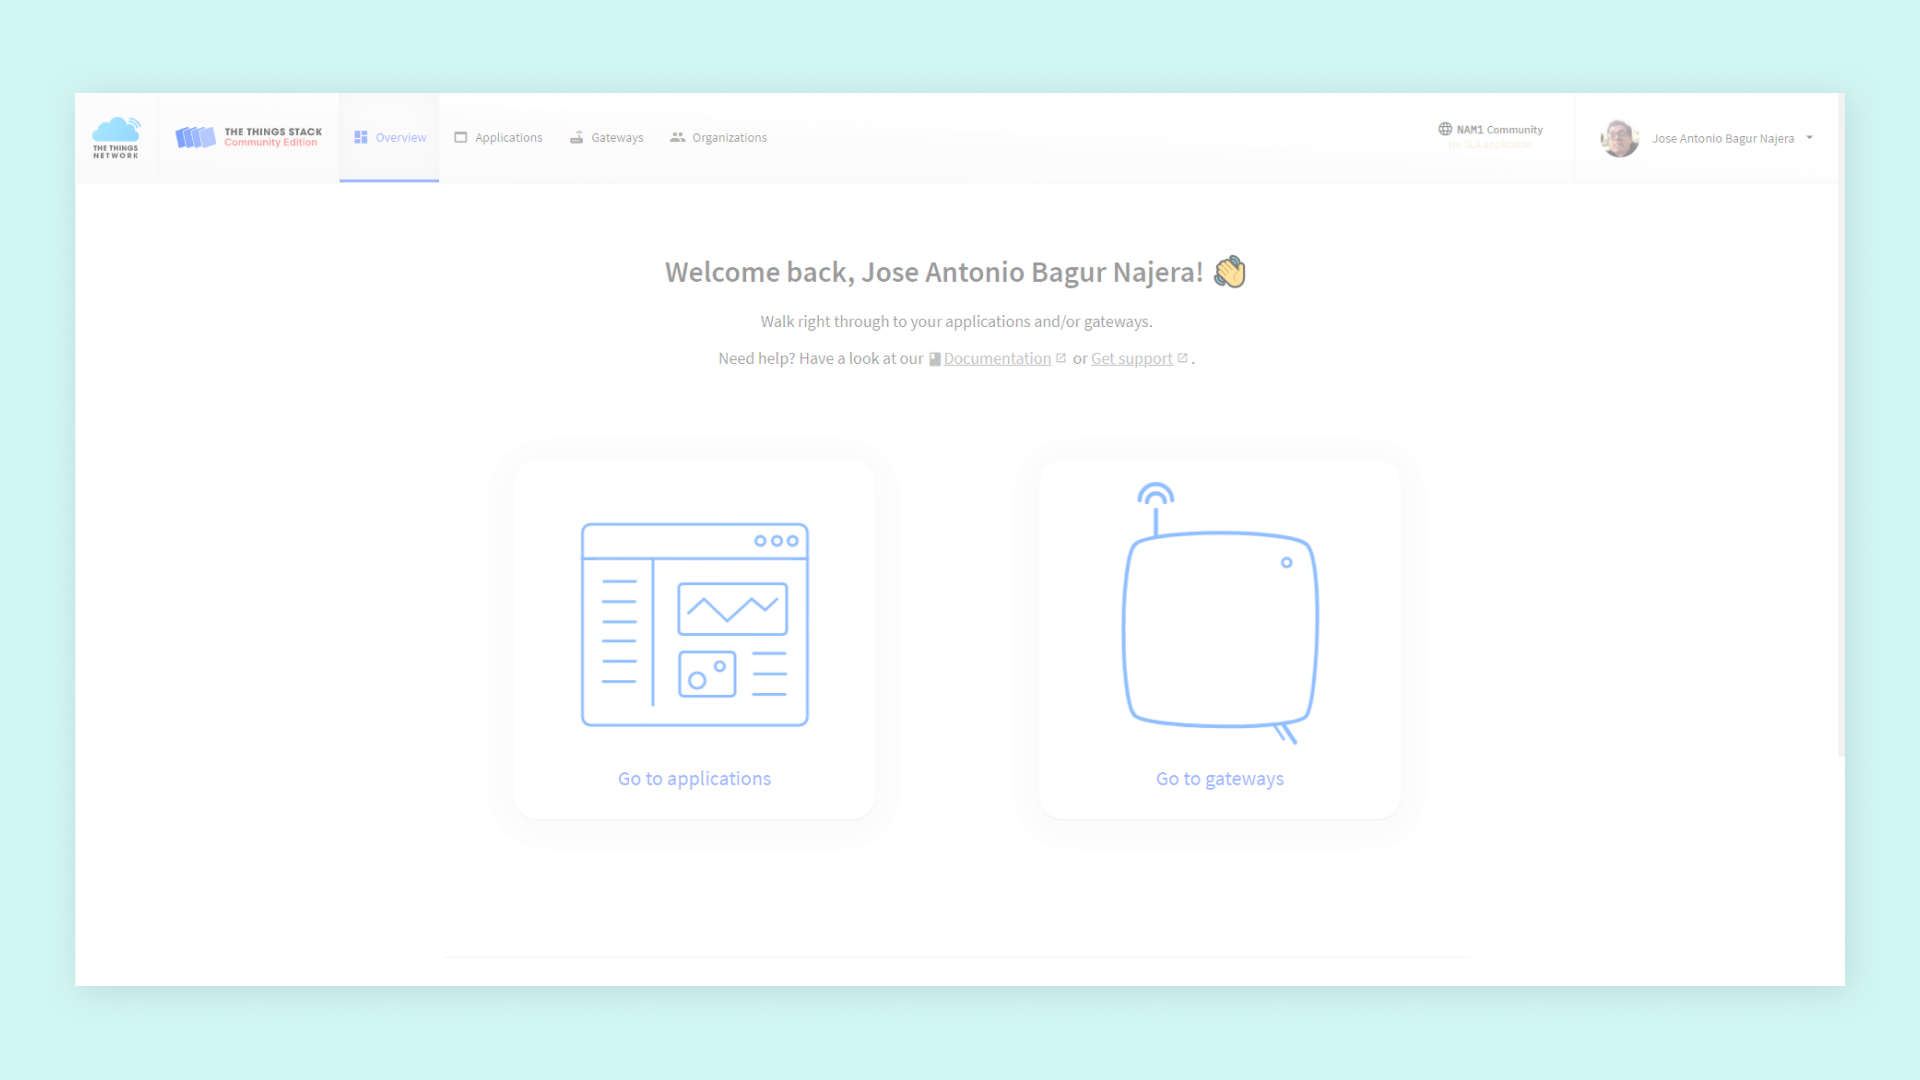 THE THINGS
NETWORK
THE THINGS STACK
Community Edition
Overview
Applications
Gateways
Organizations
NAM1 Community
No SLA applicable
Jose Antonio Bagur Najera
Welcome back, Jose Antonio Bagur Najera! 👋
Walk right through to your applications and/or gateways.
Need help? Have a look at our Documentation or Get support .
Go to applications
Go to gateways